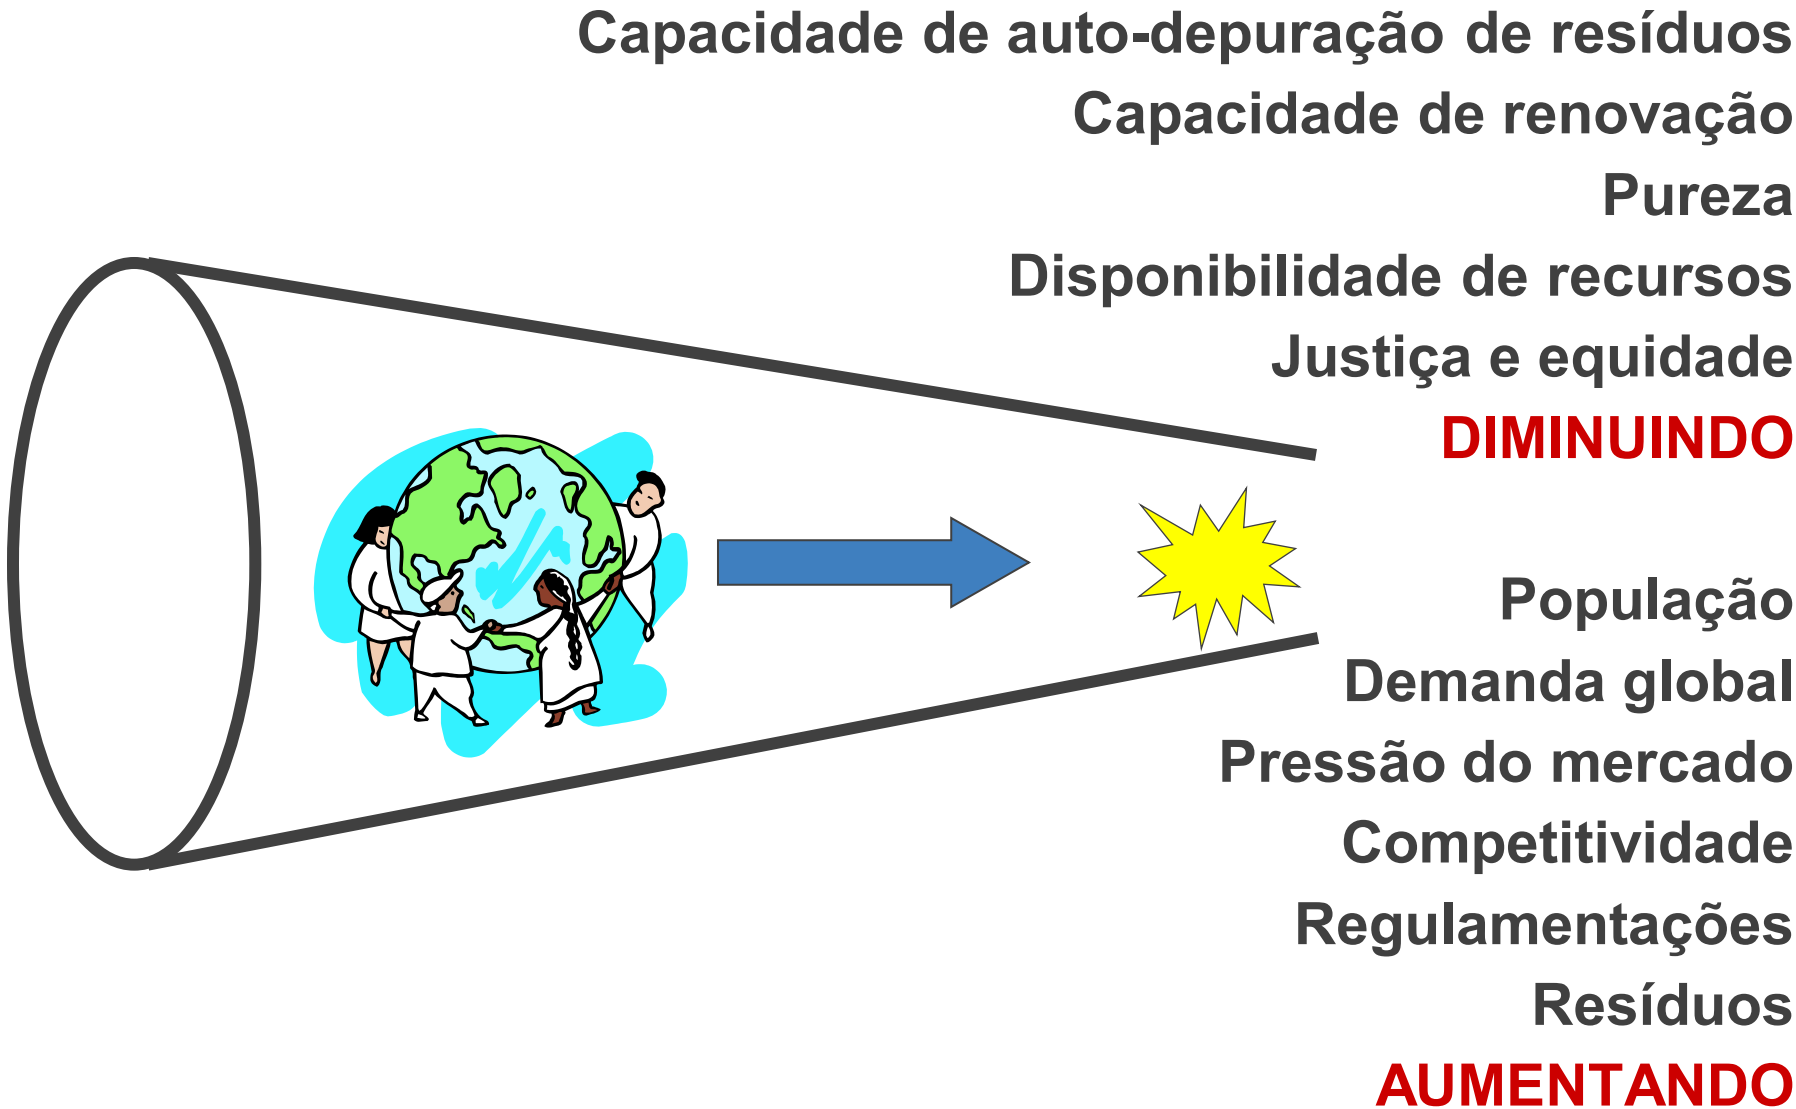 Capacidade de auto-depuração de resíduos
Capacidade de renovação
Pureza
Disponibilidade de recursos
Justiça e equidade
DIMINUINDO
População
Demanda global
Pressão do mercado
Competitividade
Regulamentações
Resíduos
AUMENTANDO